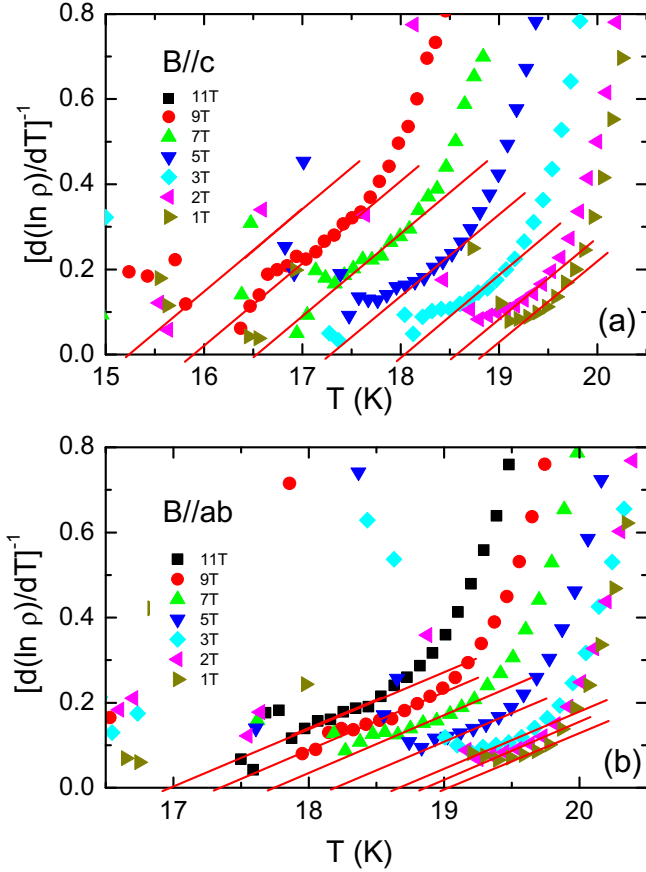 0.8
0.6
0.4
0.2
0.0
[d(ln ρ)/dT]⁻¹
B//c
11T
9T
7T
5T
3T
2T
1T
(a)
15 16 17 18 19 20
T (K)
0.8
0.6
0.4
0.2
0.0
[d(ln ρ)/dT]⁻¹
B//ab
11T
9T
7T
5T
3T
2T
1T
(b)
17 18 19 20
T (K)